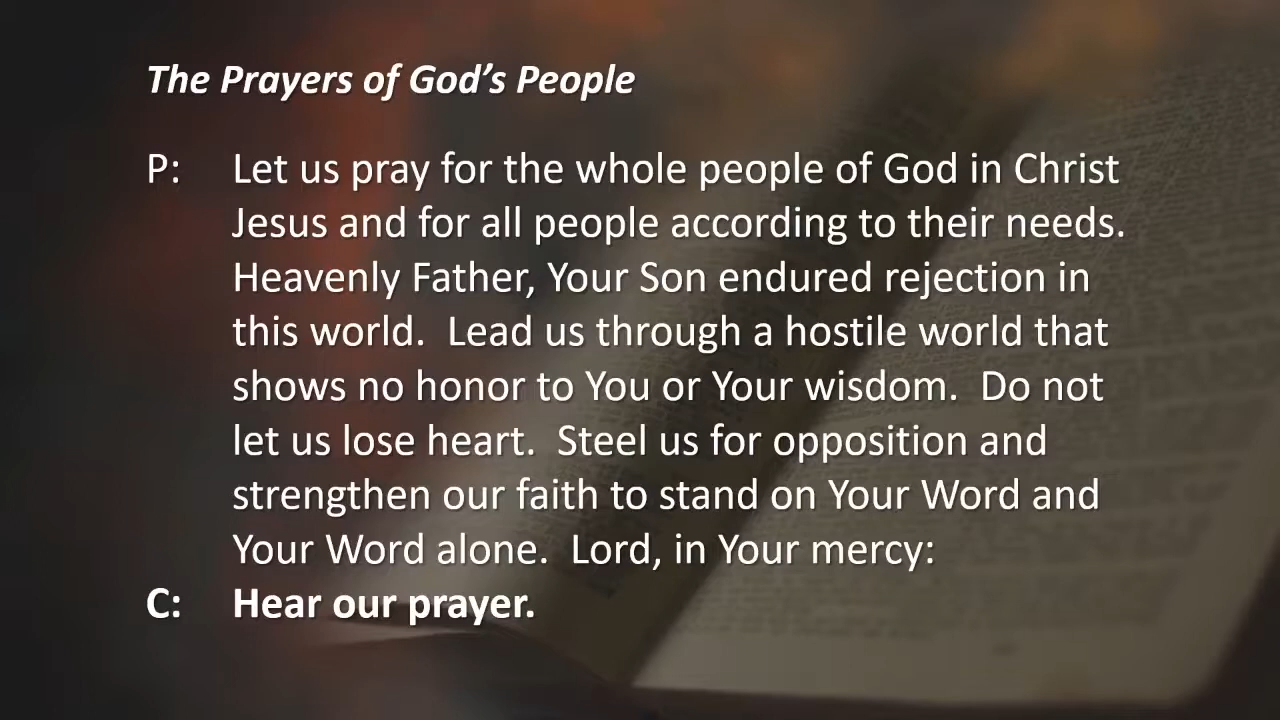 The Prayers of God’s People
P: Let us pray for the whole people of God in Christ
Jesus and for all people according to their needs.
Heavenly Father, Your Son endured rejection in
this world.  Lead us through a hostile world that
shows no honor to You or Your wisdom.  Do not
let us lose heart.  Steel us for opposition and
strengthen our faith to stand on Your Word and
Your Word alone.  Lord, in Your mercy:
C: Hear our prayer.